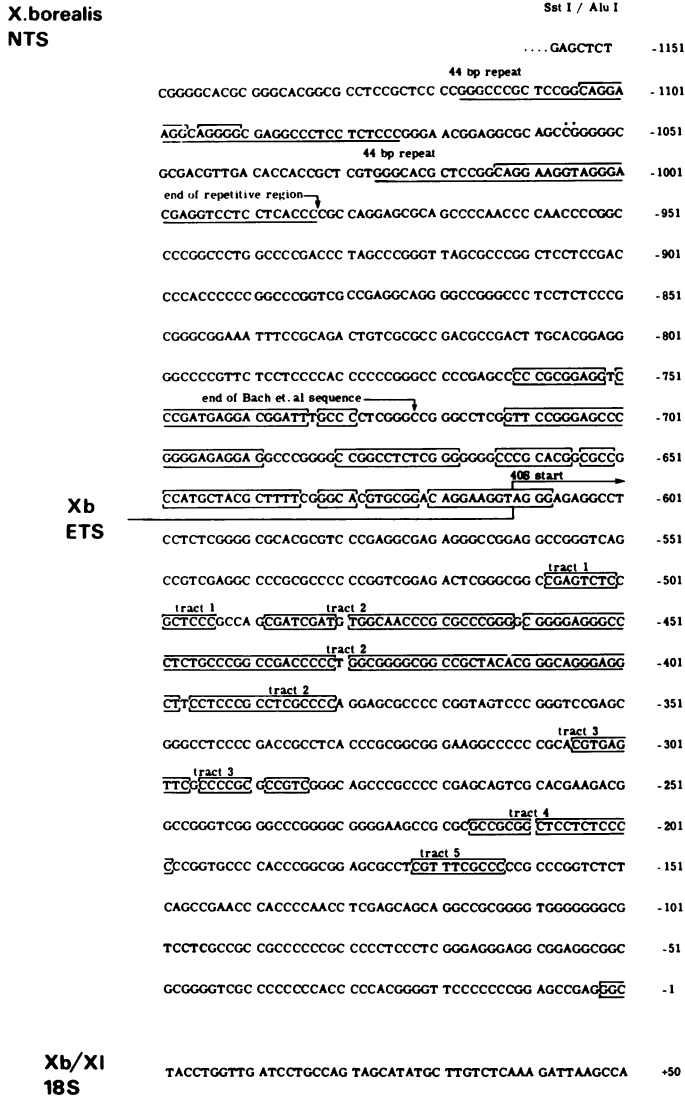 X.borealis
NTS
Sst I / Alu I
....GAGCTCT -1151
44 bp repeat
CGGGGCACGC GGGCACGGCG CCTCCGCTCC CCGGGCCCGC TCCGGCAGGA -1101
AGGCAGGGGC GAGGCCCTCC TCTCCCGGGA ACGGAGGCGC AGCCGGGGGC -1051
44 bp repeat
GCGACGTTGA CACCACCGCT CGTGGGCACG CTCCGGCAGG AAGGTAGGGA -1001
end of repetitive region
CGAGGTCCTC CTCACCCCGC CAGGAGCGCA GCCCCAACCC CAACCCCGGC -951
CCCGGCCCTG GCCCCGACCC TAGCCCGGGT TAGCGCCCGG CTCCTCCGAC -901
CCCACCCCCC GGCCCGGTCG CCGAGGCAGG GGCCGGGCCC TCCTCTCCCG -851
CGGGCGGAAA TTTCCGCAGA CTGTCGCGCC GACGCCGACT TGCACGGAGG -801
GGCCCCGTTC TCCTCCCCAC CCCCCGGGCC CCCGAGCCCC CGCGGAGGTC -751
end of Bach et. al sequence
CCGATGAGGA CGGATTTGCC CCTCGGGCCG GGCCTCGGTT CCGGGAGCCC -701
GGGGAGAGGA GGCCCGGGGC CGGCCTCTCG GGGGGGCCCG CACGGCGCCG -651
40S start
Xb
ETS
CCATGCTACG CTTTTCGGGC ACGTGCGGAC AGGAAGGTAG GGAGAGGCCT -601
CCTCTCGGGG CGCACGCGTC CCGAGGCGAG AGGGCCGGAG GCCGGGTCAG -551
tract 1
CCGTCGAGGC CCCGCGCCCC CCGGTCGGAG ACTCGGGCGG CCGAGTCTCC -501
tract 1 tract 2
GCTCCCGCCA GCGATCGATG TGGCAACCCG CGCCCGGGGC GGGGAGGGCC -451
tract 2
CTCTGCCCGG CCGACCCCCT GGCGGGGCGG CCGCTACACG GGCAGGGAGG -401
tract 2
CTTCCTCCCG CCTCGCCCCA GGAGCGCCCC CGGTAGTCCC GGGTCCGAGC -351
tract 3
GGGCCTCCCC GACCGCCTCA CCCGCGGCGG GAAGGCCCCC CGCACGTGAG -301
tract 3
TTCGCCCCGC GCCGTCGGGC AGCCCGCCCC CGAGCAGTCG CACGAAGACG -251
tract 4
GCCGGGTCGG GGCCCGGGGC GGGGAAGCCG CGCGCCGCGG CTCCTCTCCC -201
tract 5
CCCGGTGCCC CACCCGGCGG AGCGCCTCGT TTTCGCCCCCG CCCGGTCTCT -151
CAGCCGAACC CACCCCAACC TCGAGCAGCA GGCCGCGGGG TGGGGGGGCG -101
TCCTCGCCGC CGCCCCCCGC CCCCTCCCTC GGGAGGGAGG CGGAGGCGGC -51
GCGGGGTCGC CCCCCCCACC CCCACGGGGT TCCCCCCCGG AGCCGAGGGC -1
Xb/Xl
18S
TACCTGGTTG ATCCTGCCAG TAGCATATGC TTGTCTCAAA GATTAAGCCA +50